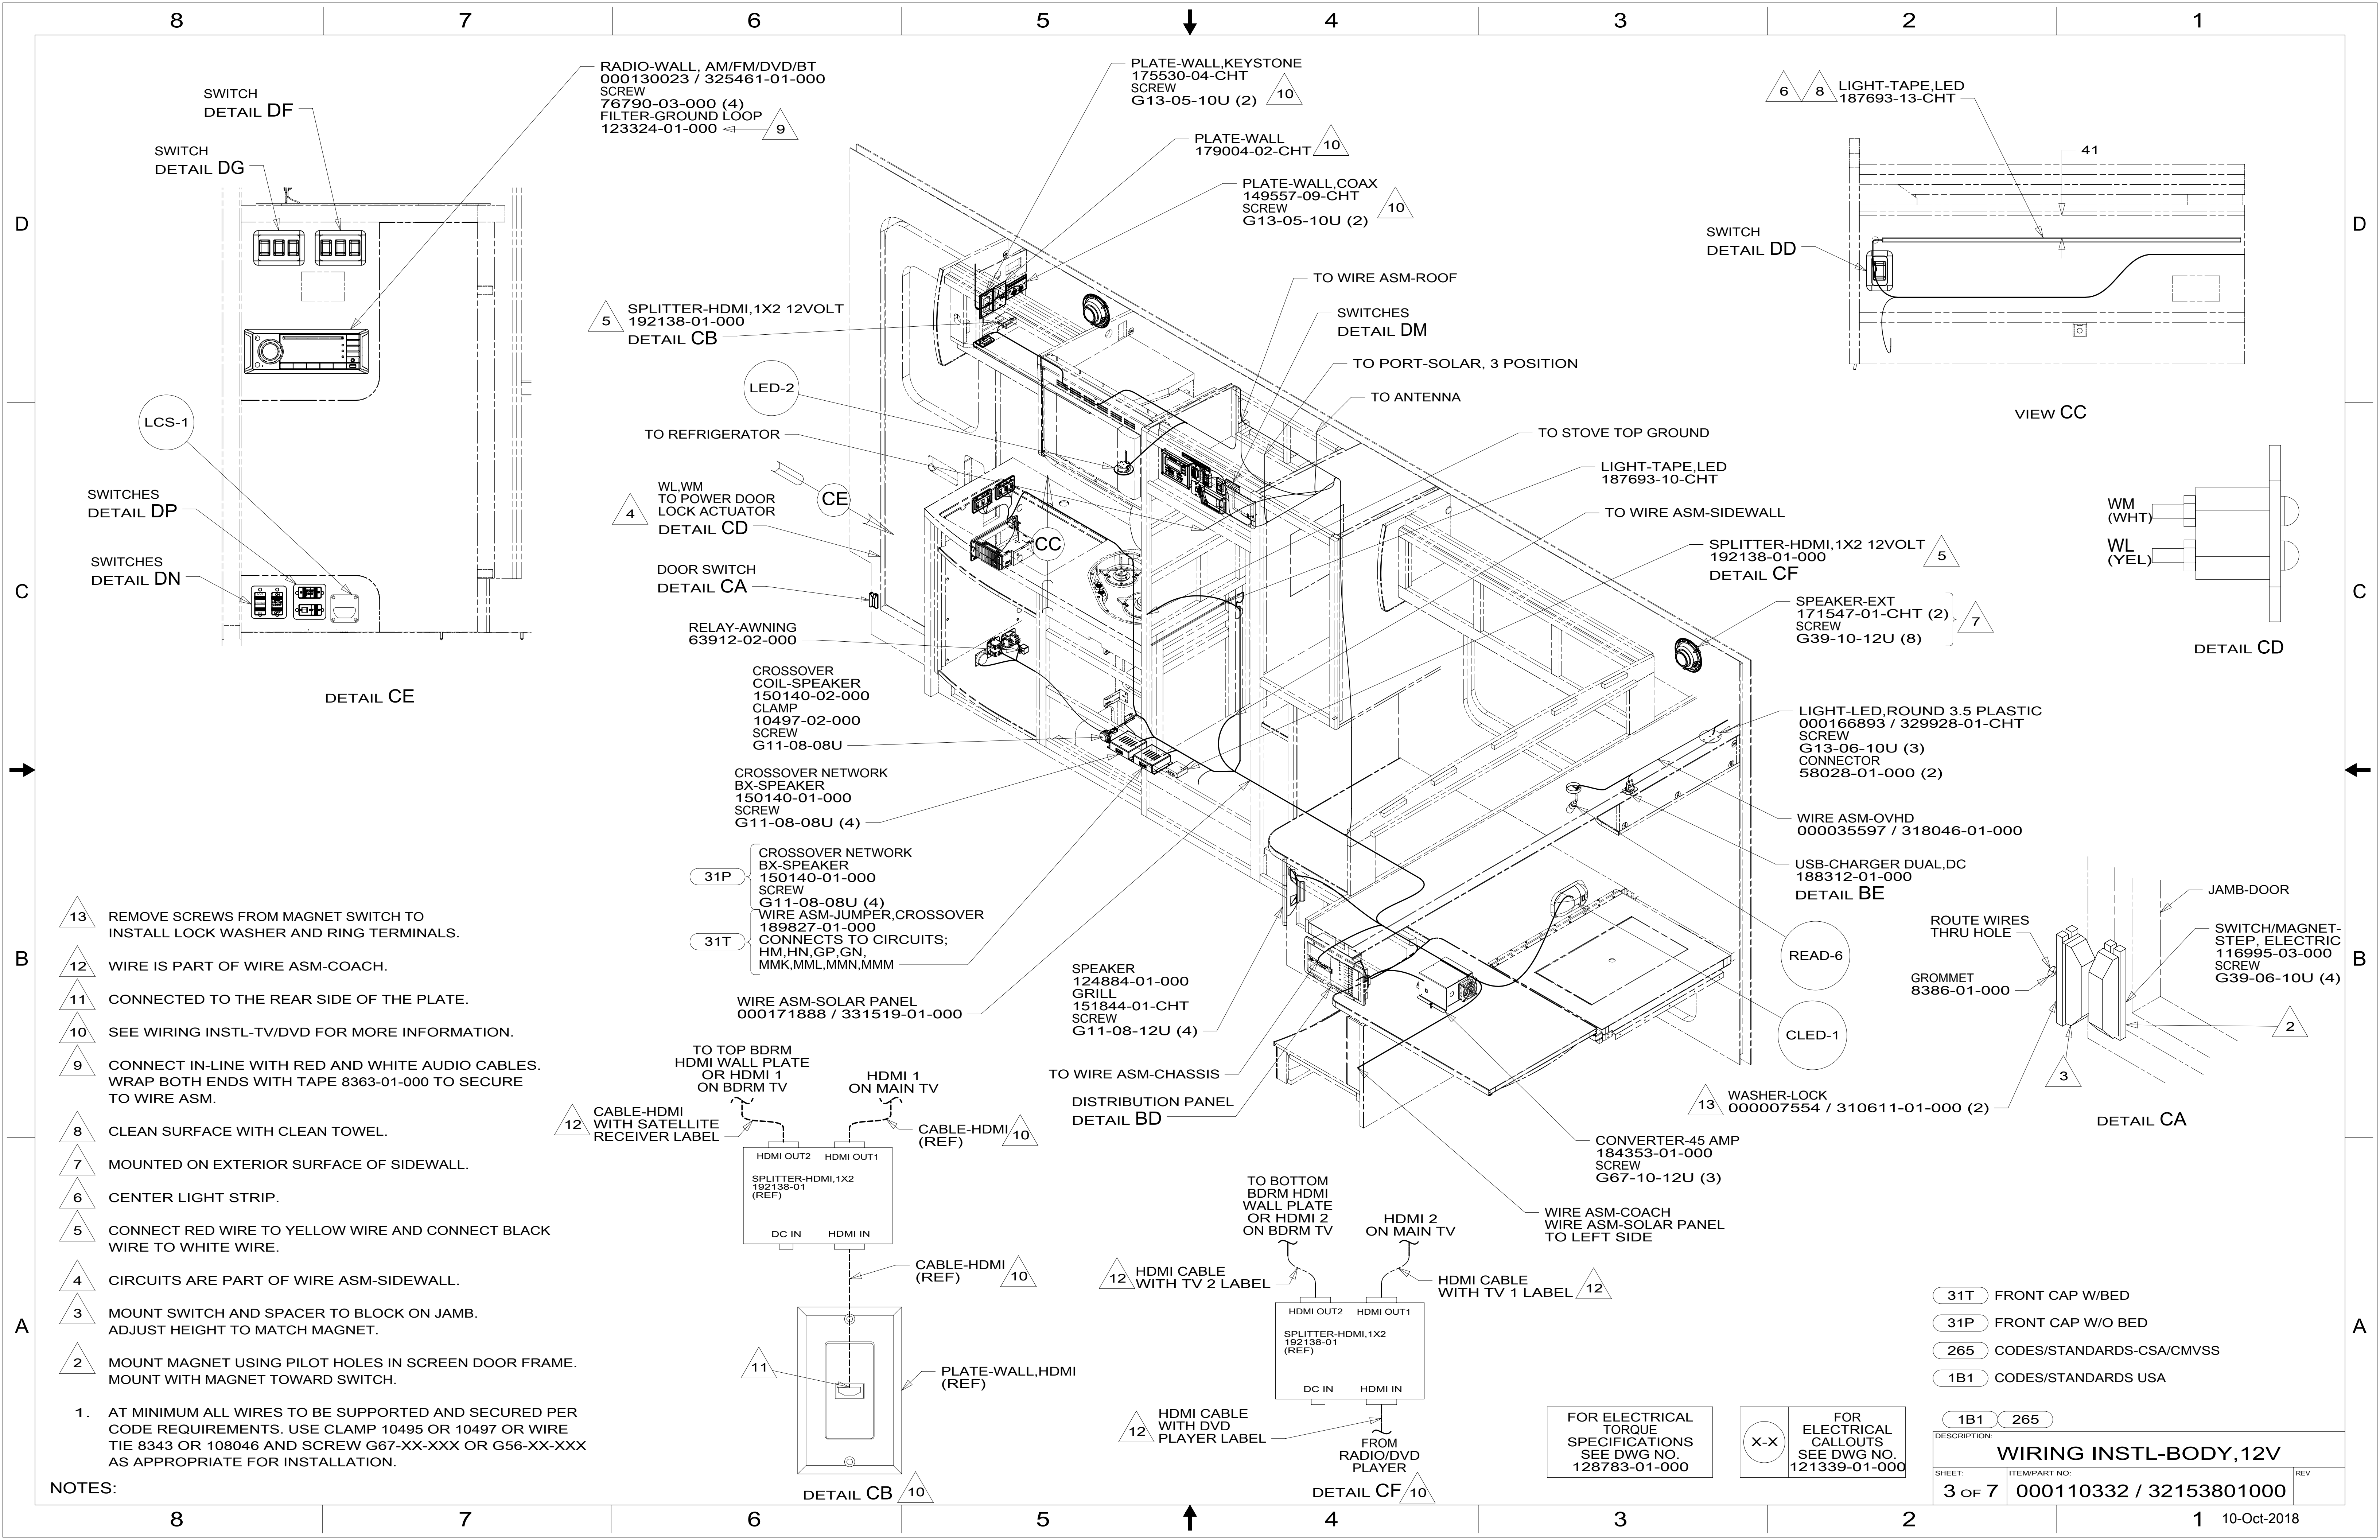 8 7 6 5 4 3 2 1
D
C
B
A
SWITCH
DETAIL DF
SWITCH
DETAIL DG
LCS-1
SWITCHES
DETAIL DP
SWITCHES
DETAIL DN
DETAIL CE
RADIO-WALL, AM/FM/DVD/BT
000130023 / 325461-01-000
SCREW
76790-03-000 (4)
FILTER-GROUND LOOP
123324-01-000
9
PLATE-WALL,KEYSTONE
175530-04-CHT
SCREW
G13-05-10U (2)
10
PLATE-WALL
179004-02-CHT
10
PLATE-WALL,COAX
149557-09-CHT
SCREW
G13-05-10U (2)
10
TO WIRE ASM-ROOF
SWITCHES
DETAIL DM
TO PORT-SOLAR, 3 POSITION
TO ANTENNA
5
SPLITTER-HDMI,1X2 12VOLT
192138-01-000
DETAIL CB
LED-2
TO REFRIGERATOR
CE
4
WL,WM
TO POWER DOOR
LOCK ACTUATOR
DETAIL CD
DOOR SWITCH
DETAIL CA
RELAY-AWNING
63912-02-000
CROSSOVER
COIL-SPEAKER
150140-02-000
CLAMP
10497-02-000
SCREW
G11-08-08U
CROSSOVER NETWORK
BX-SPEAKER
150140-01-000
SCREW
G11-08-08U (4)
31P
CROSSOVER NETWORK
BX-SPEAKER
150140-01-000
SCREW
G11-08-08U (4)
31T
WIRE ASM-JUMPER,CROSSOVER
189827-01-000
CONNECTS TO CIRCUITS;
HM,HN,GP,GN,
MMK,MML,MMN,MMM
WIRE ASM-SOLAR PANEL
000171888 / 331519-01-000
CC
6
8
LIGHT-TAPE,LED
187693-13-CHT
41
SWITCH
DETAIL DD
VIEW CC
TO STOVE TOP GROUND
LIGHT-TAPE,LED
187693-10-CHT
TO WIRE ASM-SIDEWALL
SPLITTER-HDMI,1X2 12VOLT
192138-01-000
DETAIL CF
5
SPEAKER-EXT
171547-01-CHT (2)
SCREW
G39-10-12U (8)
7
WM
(WHT)
WL
(YEL)
DETAIL CD
LIGHT-LED,ROUND 3.5 PLASTIC
000166893 / 329928-01-CHT
SCREW
G13-06-10U (3)
CONNECTOR
58028-01-000 (2)
WIRE ASM-OVHD
000035597 / 318046-01-000
USB-CHARGER DUAL,DC
188312-01-000
DETAIL BE
READ-6
CLED-1
JAMB-DOOR
ROUTE WIRES
THRU HOLE
GROMMET
8386-01-000
SWITCH/MAGNET-
STEP, ELECTRIC
116995-03-000
SCREW
G39-06-10U (4)
2
3
13
WASHER-LOCK
000007554 / 310611-01-000 (2)
DETAIL CA
SPEAKER
124884-01-000
GRILL
151844-01-CHT
SCREW
G11-08-12U (4)
TO WIRE ASM-CHASSIS
DISTRIBUTION PANEL
DETAIL BD
CONVERTER-45 AMP
184353-01-000
SCREW
G67-10-12U (3)
WIRE ASM-COACH
WIRE ASM-SOLAR PANEL
TO LEFT SIDE
13 REMOVE SCREWS FROM MAGNET SWITCH TO
INSTALL LOCK WASHER AND RING TERMINALS.
12 WIRE IS PART OF WIRE ASM-COACH.
11 CONNECTED TO THE REAR SIDE OF THE PLATE.
10 SEE WIRING INSTL-TV/DVD FOR MORE INFORMATION.
9 CONNECT IN-LINE WITH RED AND WHITE AUDIO CABLES.
WRAP BOTH ENDS WITH TAPE 8363-01-000 TO SECURE
TO WIRE ASM.
8 CLEAN SURFACE WITH CLEAN TOWEL.
7 MOUNTED ON EXTERIOR SURFACE OF SIDEWALL.
6 CENTER LIGHT STRIP.
5 CONNECT RED WIRE TO YELLOW WIRE AND CONNECT BLACK
WIRE TO WHITE WIRE.
4 CIRCUITS ARE PART OF WIRE ASM-SIDEWALL.
3 MOUNT SWITCH AND SPACER TO BLOCK ON JAMB.
ADJUST HEIGHT TO MATCH MAGNET.
2 MOUNT MAGNET USING PILOT HOLES IN SCREEN DOOR FRAME.
MOUNT WITH MAGNET TOWARD SWITCH.
1. AT MINIMUM ALL WIRES TO BE SUPPORTED AND SECURED PER
CODE REQUIREMENTS. USE CLAMP 10495 OR 10497 OR WIRE
TIE 8343 OR 108046 AND SCREW G67-XX-XXX OR G56-XX-XXX
AS APPROPRIATE FOR INSTALLATION.
NOTES:
TO TOP BDRM
HDMI WALL PLATE
OR HDMI 1
ON BDRM TV
HDMI 1
ON MAIN TV
12
CABLE-HDMI
WITH SATELLITE
RECEIVER LABEL
CABLE-HDMI
(REF)
10
HDMI OUT2 HDMI OUT1
SPLITTER-HDMI,1X2
192138-01
(REF)
DC IN HDMI IN
CABLE-HDMI
(REF)
10
11
PLATE-WALL,HDMI
(REF)
DETAIL CB
10
TO BOTTOM
BDRM HDMI
WALL PLATE
OR HDMI 2
ON BDRM TV
HDMI 2
ON MAIN TV
12
HDMI CABLE
WITH TV 2 LABEL
HDMI CABLE
WITH TV 1 LABEL
12
HDMI OUT2 HDMI OUT1
SPLITTER-HDMI,1X2
192138-01
(REF)
DC IN HDMI IN
12
HDMI CABLE
WITH DVD
PLAYER LABEL
FROM
RADIO/DVD
PLAYER
DETAIL CF
10
FOR ELECTRICAL
TORQUE
SPECIFICATIONS
SEE DWG NO.
128783-01-000
X-X
FOR
ELECTRICAL
CALLOUTS
SEE DWG NO.
121339-01-000
31T FRONT CAP W/BED
31P FRONT CAP W/O BED
265 CODES/STANDARDS-CSA/CMVSS
1B1 CODES/STANDARDS USA
1B1 265
DESCRIPTION:
WIRING INSTL-BODY,12V
SHEET: ITEM/PART NO: REV
3 OF 7 000110332 / 32153801000
D
C
B
A
8 7 6 5 4 3 2 1
10-Oct-2018